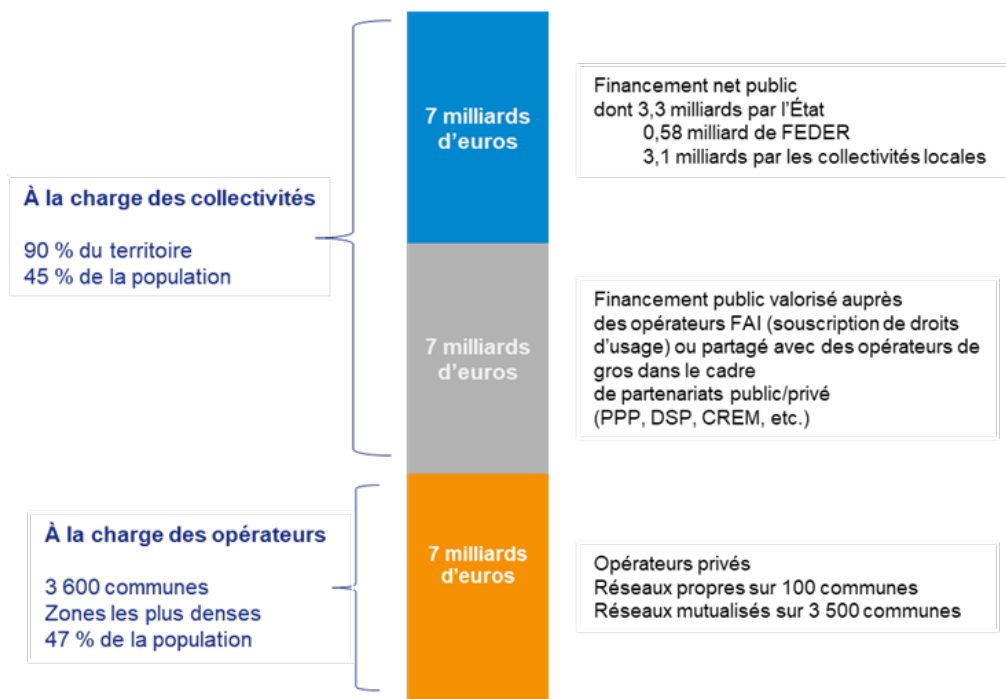 À la charge des collectivités
90 % du territoire
45 % de la population
7 milliards
d’euros
Financement net public
dont 3,3 milliards par l’État
0,58 milliard de FEDER
3,1 milliards par les collectivités locales
7 milliards
d’euros
Financement public valorisé auprès
des opérateurs FAI (souscription de droits
d’usage) ou partagé avec des opérateurs de
gros dans le cadre
de partenariats public/privé
(PPP, DSP, CREM, etc.)
À la charge des opérateurs
3 600 communes
Zones les plus denses
47 % de la population
7 milliards
d’euros
Opérateurs privés
Réseaux propres sur 100 communes
Réseaux mutualisés sur 3 500 communes